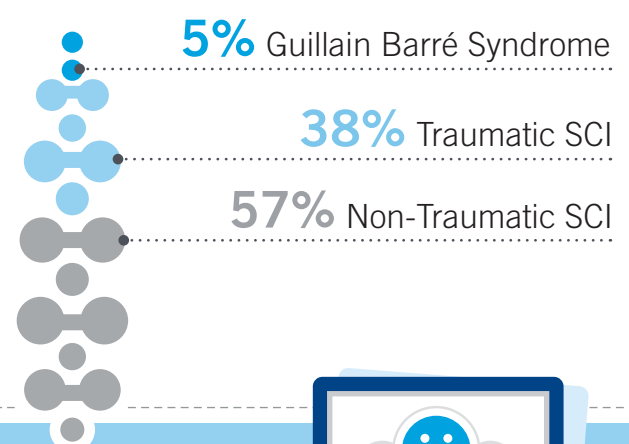 5% Guillain Barré Syndrome
38% Traumatic SCI
57% Non-Traumatic SCI